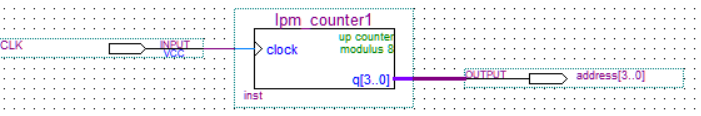 lpm_counter1
CLK
INPUT
VCC
clock
up counter
modulus 8
q[3..0]
inst
OUTPUT
address[3..0]